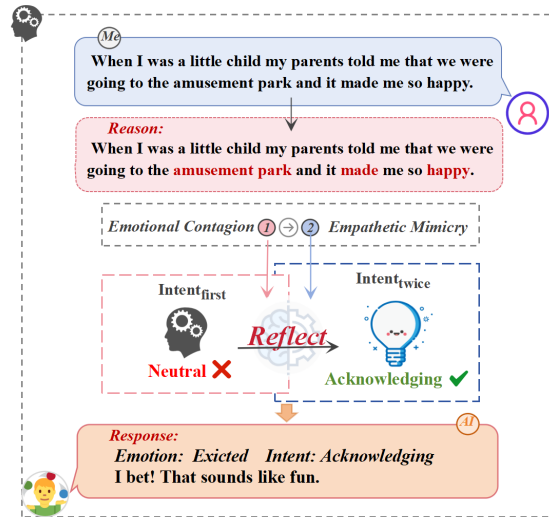 Me
When I was a little child my parents told me that we were
going to the amusement park and it made me so happy.
Reason:
When I was a little child my parents told me that we were
going to the amusement park and it made me so happy.
Emotional Contagion 1 → 2 Empathetic Mimicry
Intent_first
Intent_twice
Reflect
Neutral ✗
Acknowledging ✓
AI
Response:
Emotion: Exicted Intent: Acknowledging
I bet! That sounds like fun.